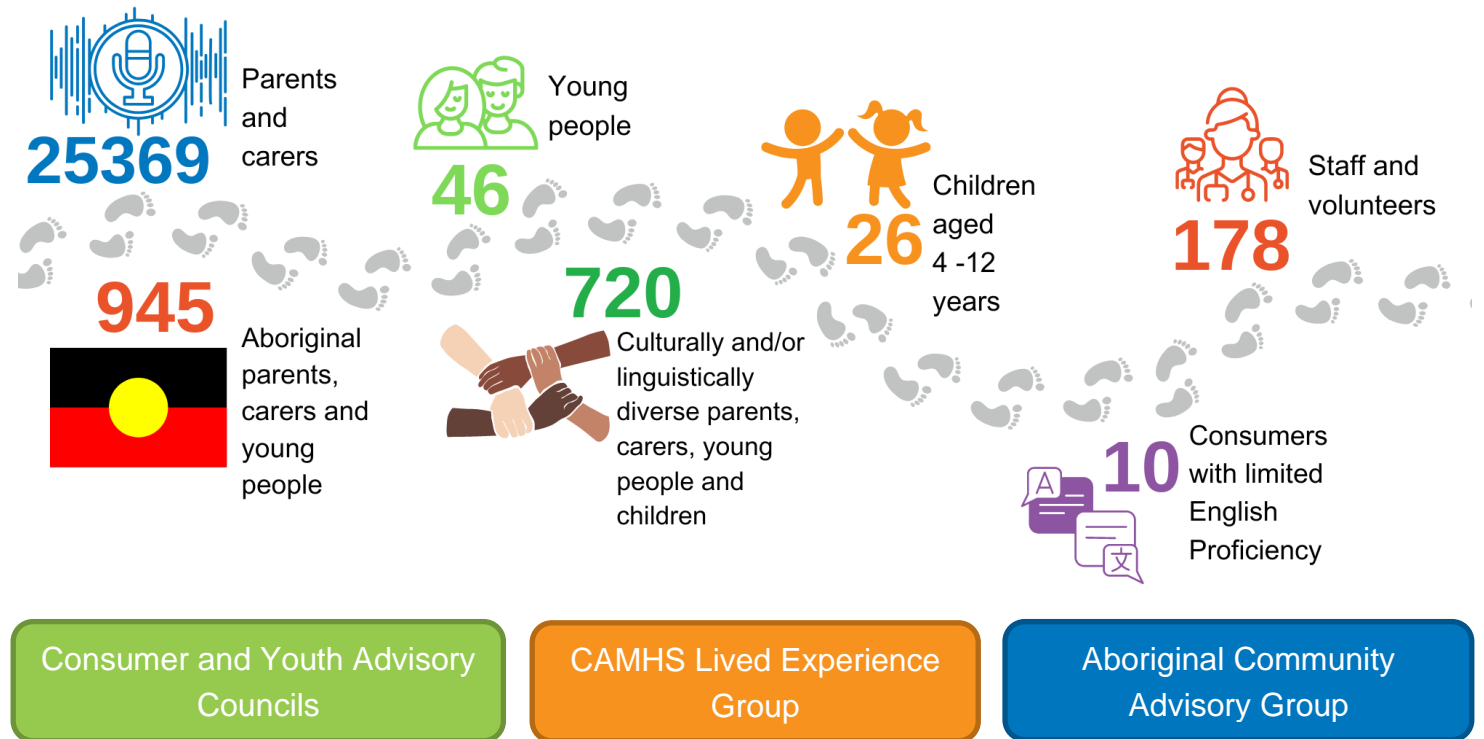 25369
Parents
and
carers
46
Young
people
26
Children
aged
4 -12
years
178
Staff and
volunteers
945
Aboriginal
parents,
carers and
young
people
720
Culturally and/or
linguistically
diverse parents,
carers, young
people and
children
A
文
10
Consumers
with limited
English
Proficiency
Consumer and Youth Advisory
Councils
CAMHS Lived Experience
Group
Aboriginal Community
Advisory Group